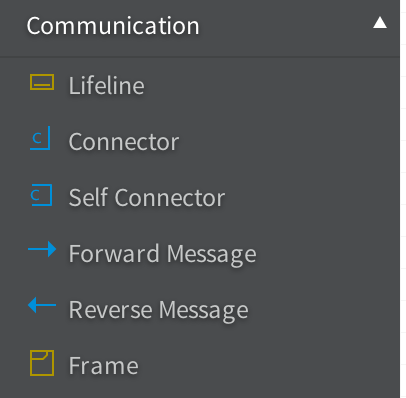 Communication
Lifeline
Connector
Self Connector
Forward Message
Reverse Message
Frame